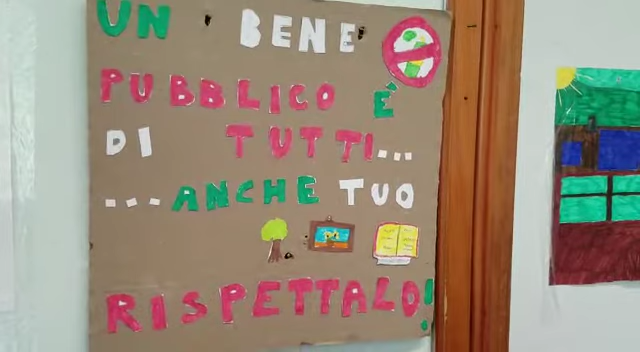 UN BENE
PUBBLICO È
DI TUTTI...
...ANCHE TUO
RISPETTALO!